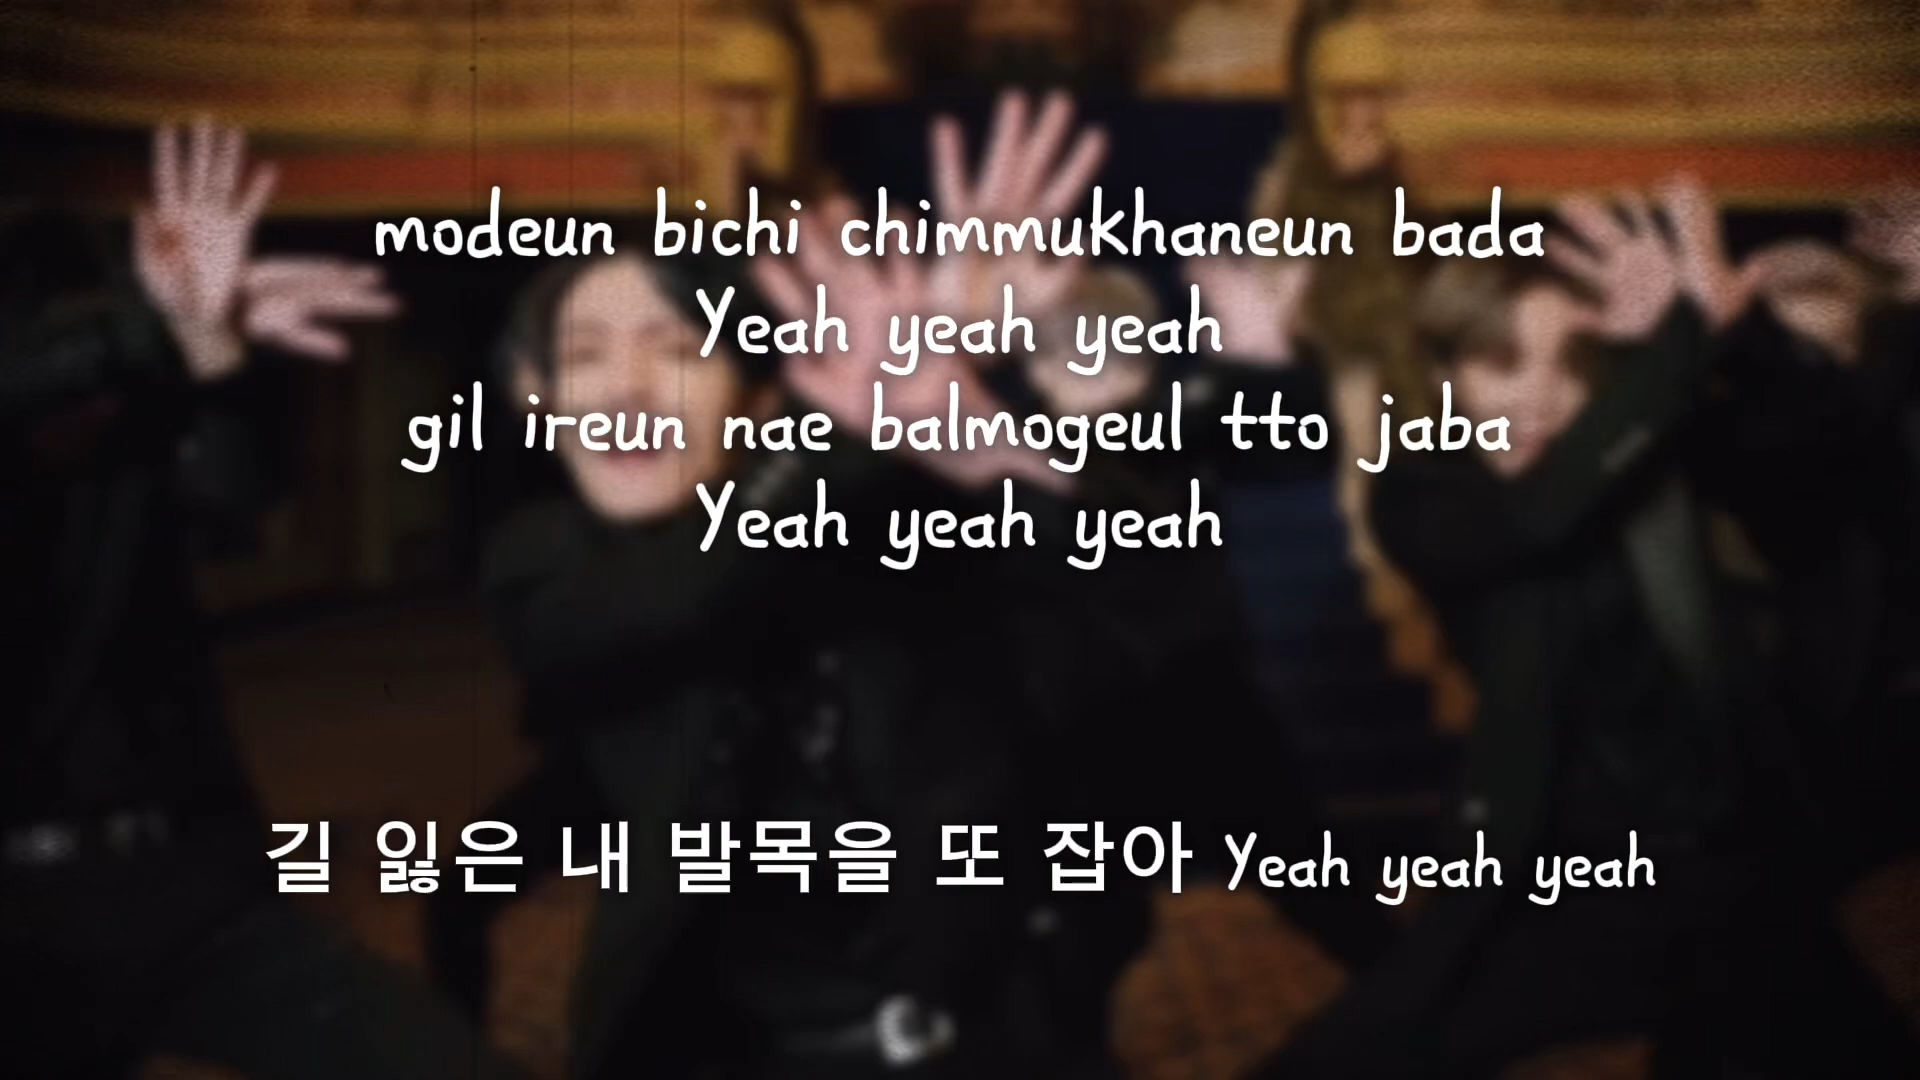 modeun bichi chimmukhaneun bada
Yeah yeah yeah
gil ireun nae balmogeul tto jaba
Yeah yeah yeah
길 잃은 내 발목을 또 잡아 Yeah yeah yeah